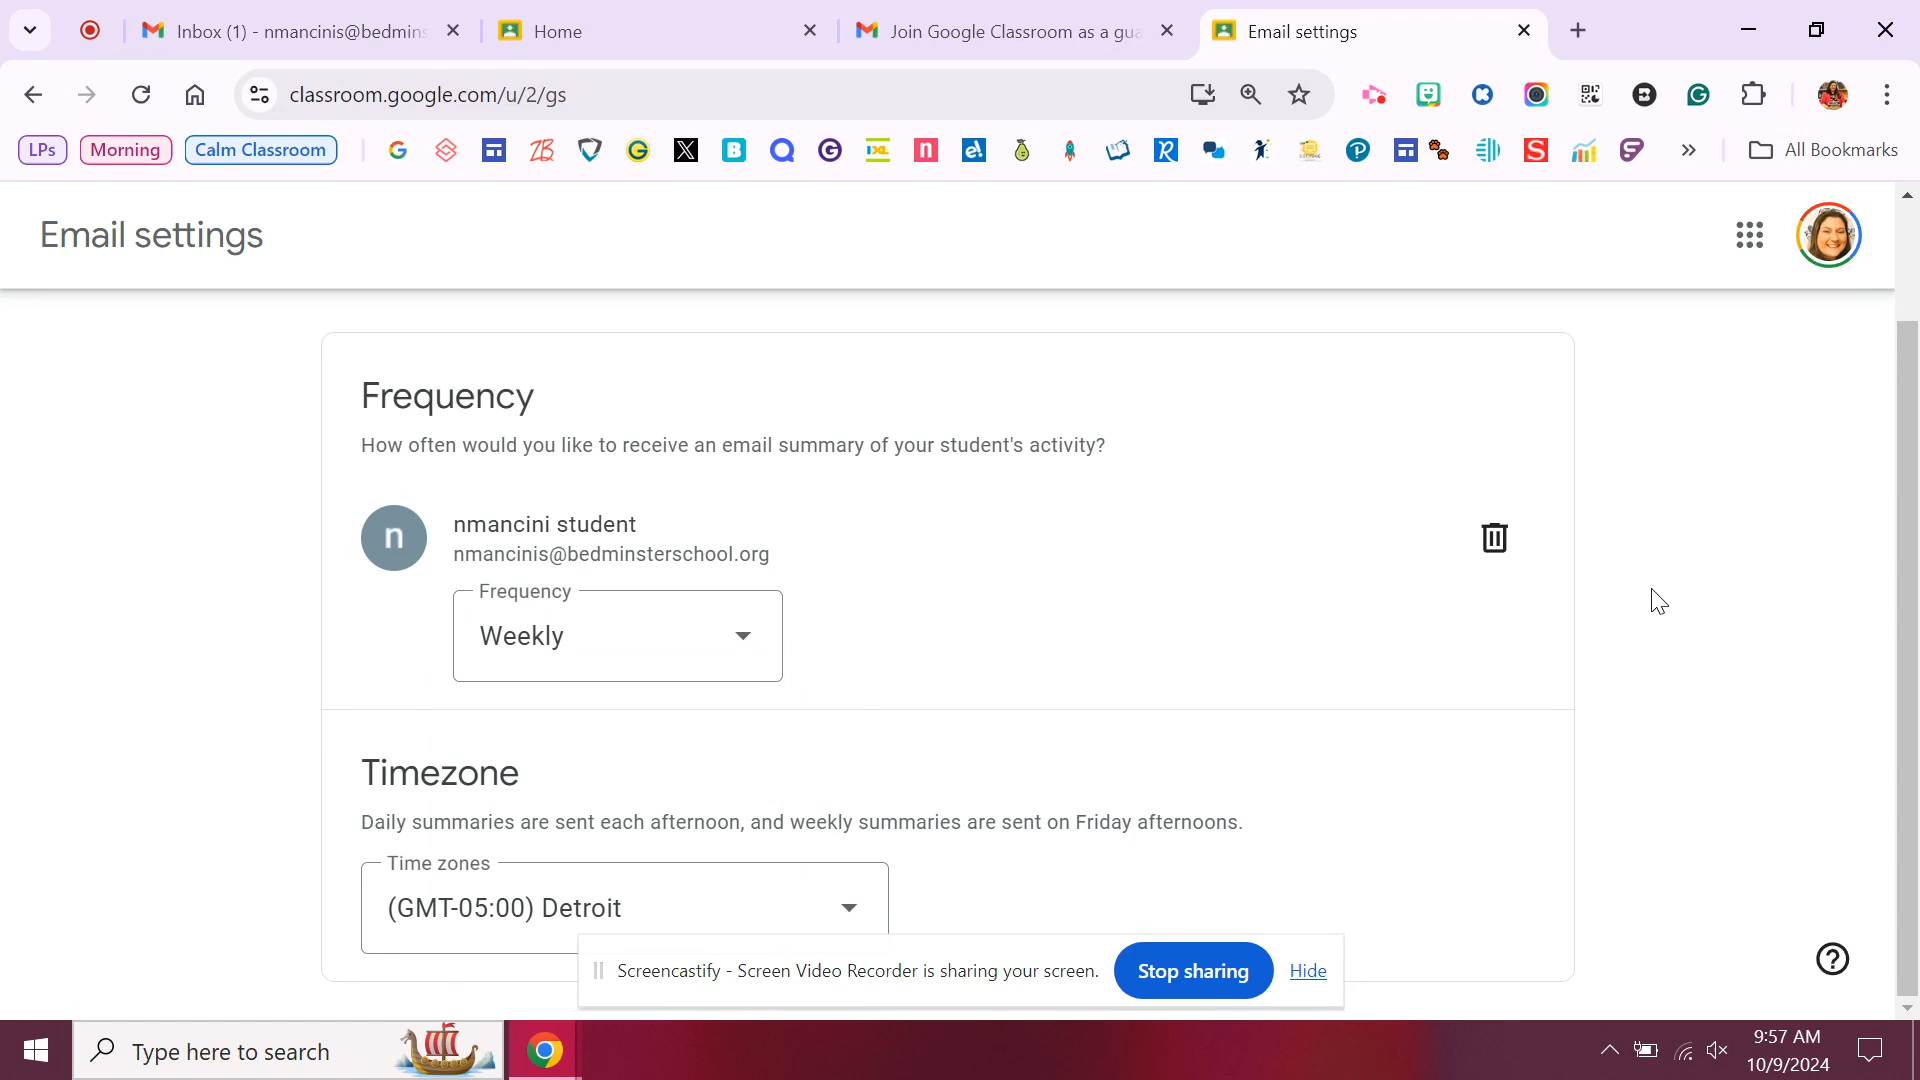 Inbox (1) - nmancinis@bedmins
Home
Join Google Classroom as a gua
Email settings
classroom.google.com/u/2/gs
LPs
Morning
Calm Classroom
All Bookmarks
Email settings
Frequency
How often would you like to receive an email summary of your student's activity?
n
nmancini student
nmancinis@bedminsterschool.org
Frequency
Weekly
Timezone
Daily summaries are sent each afternoon, and weekly summaries are sent on Friday afternoons.
Time zones
(GMT-05:00) Detroit
Screencastify - Screen Video Recorder is sharing your screen.
Stop sharing
Hide
Type here to search
9:57 AM
10/9/2024